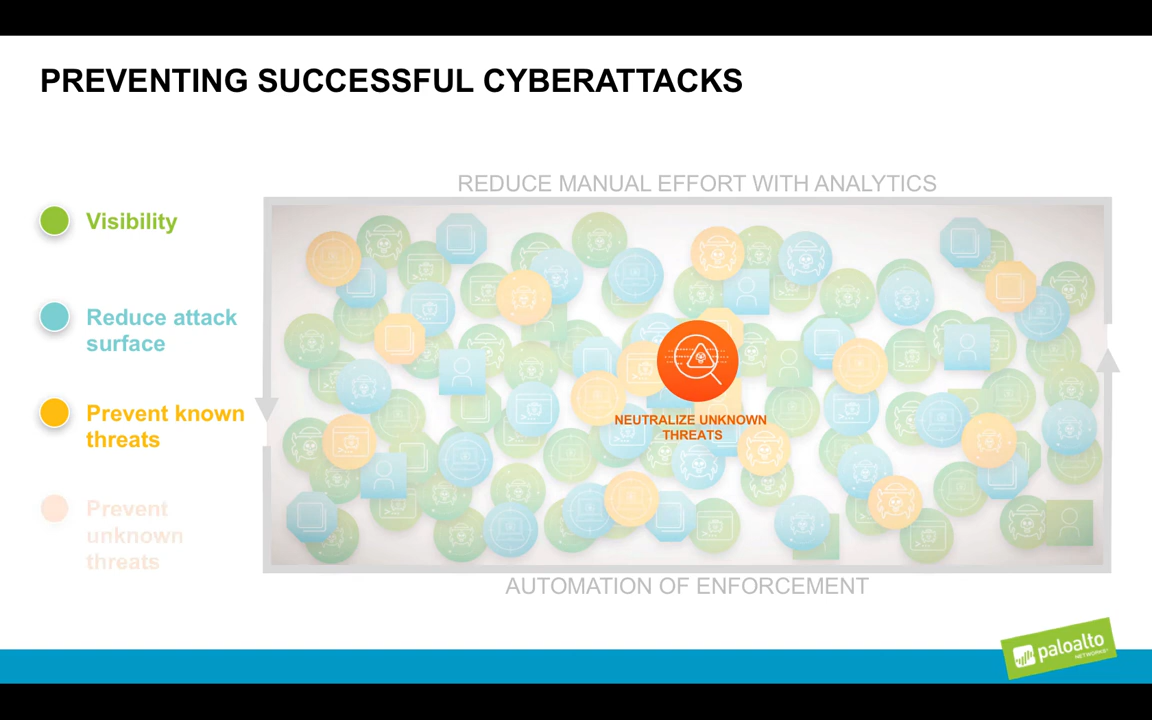 PREVENTING SUCCESSFUL CYBERATTACKS
REDUCE MANUAL EFFORT WITH ANALYTICS
Visibility
Reduce attack
surface
Prevent known
threats
Prevent
unknown
threats
NEUTRALIZE UNKNOWN
THREATS
AUTOMATION OF ENFORCEMENT
paloalto
NETWORKS